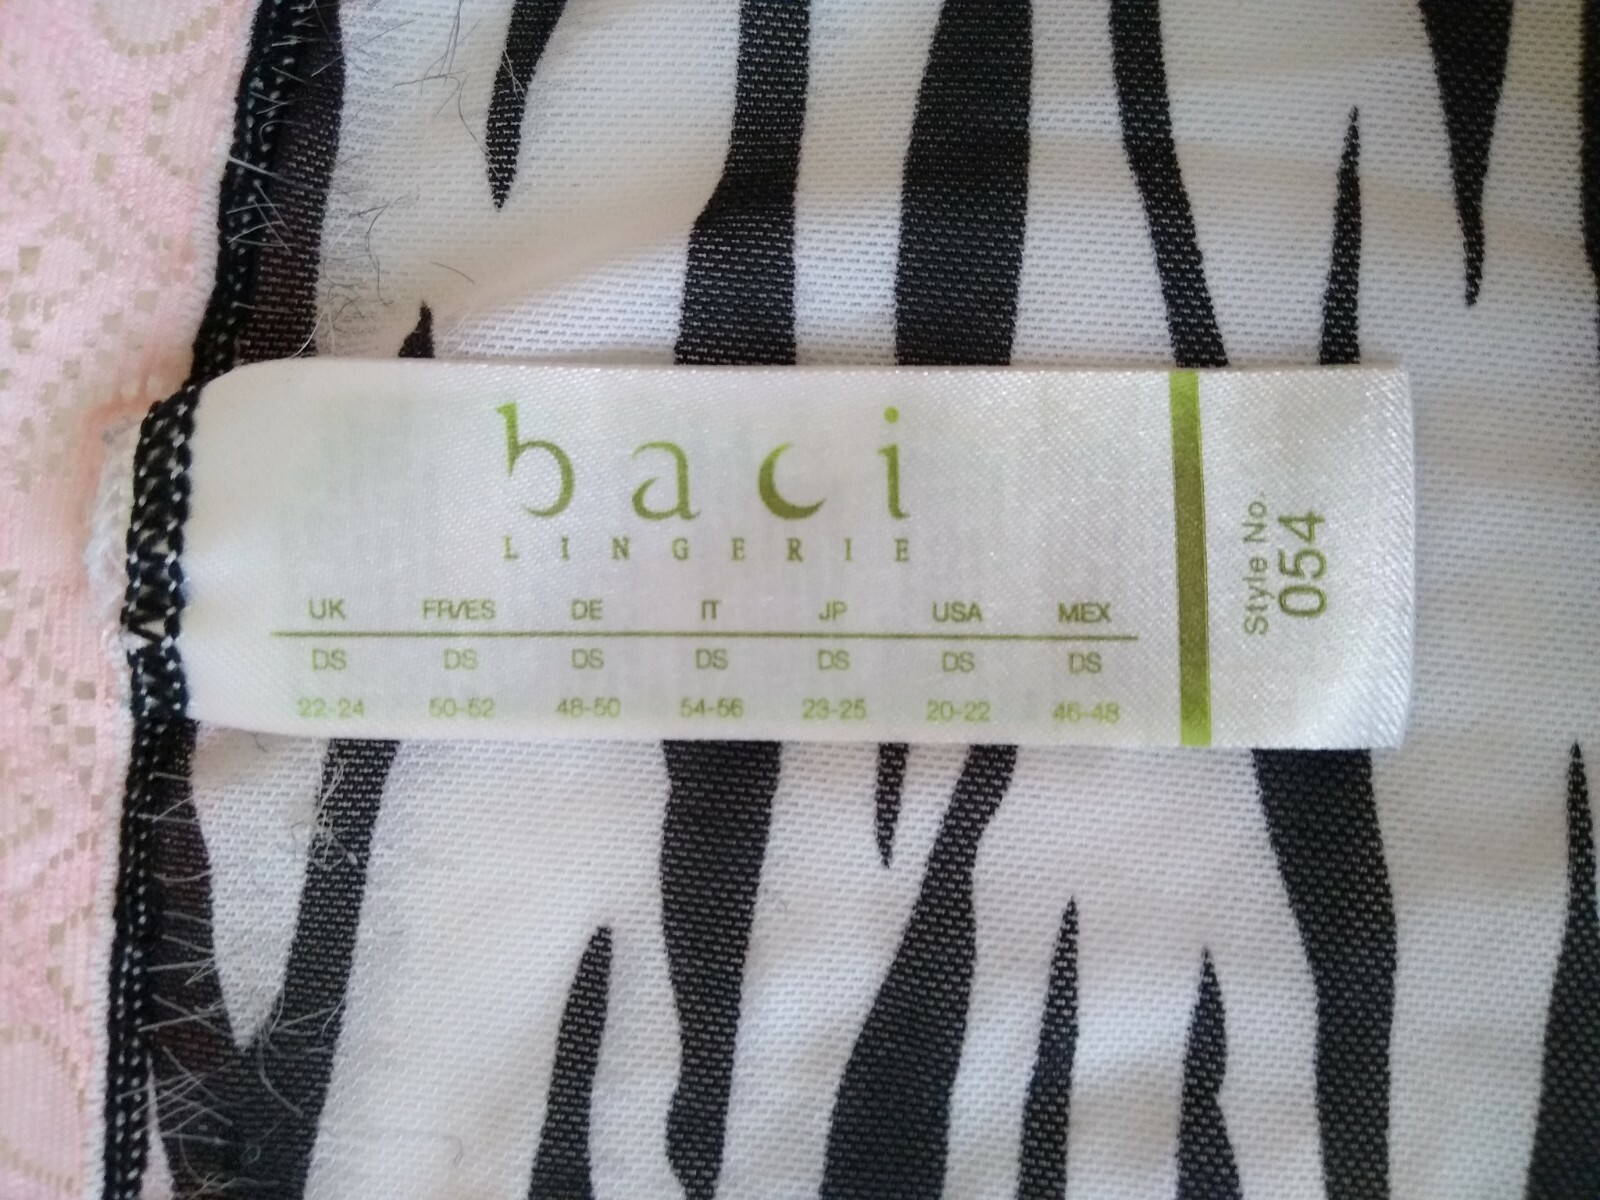 baci
LINGERIE
UK FR/ES DE IT JP USA MEX
DS DS DS DS DS DS DS
22-24 50-52 48-50 54-56 23-25 20-22 46-48
Style No.
054